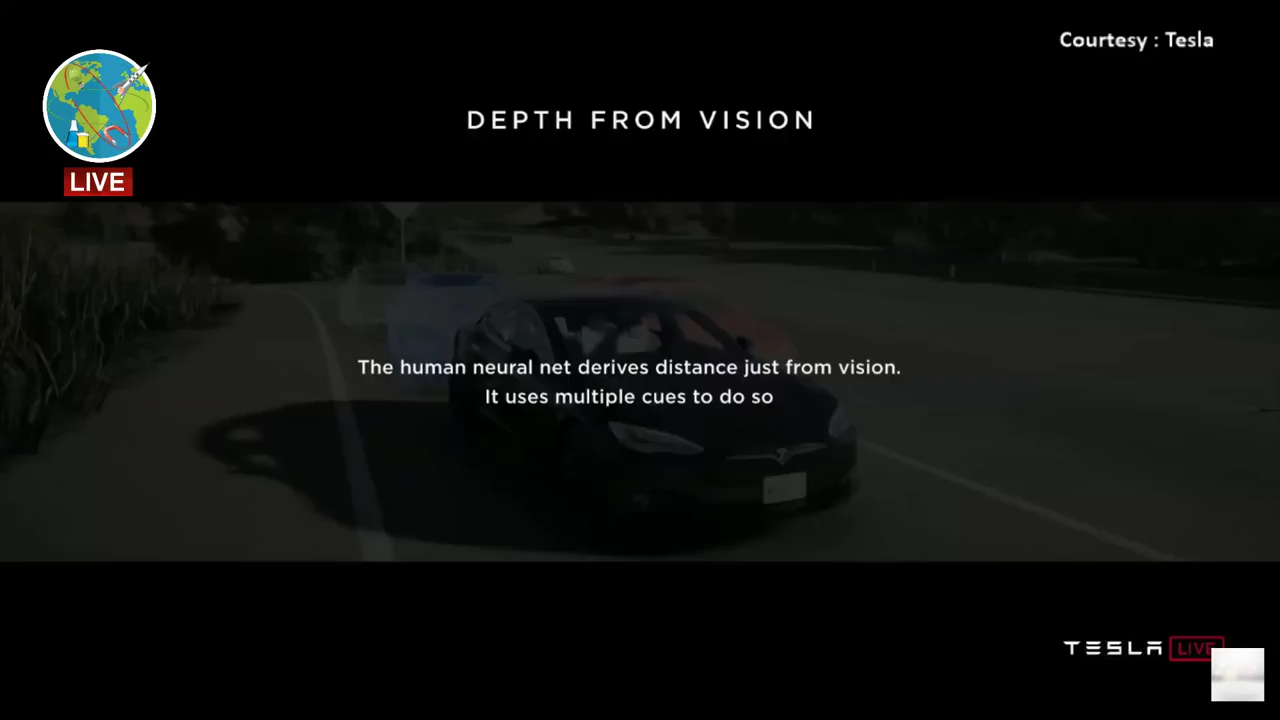 Courtesy : Tesla
DEPTH FROM VISION
LIVE
The human neural net derives distance just from vision.
It uses multiple cues to do so
TESLA LIVE